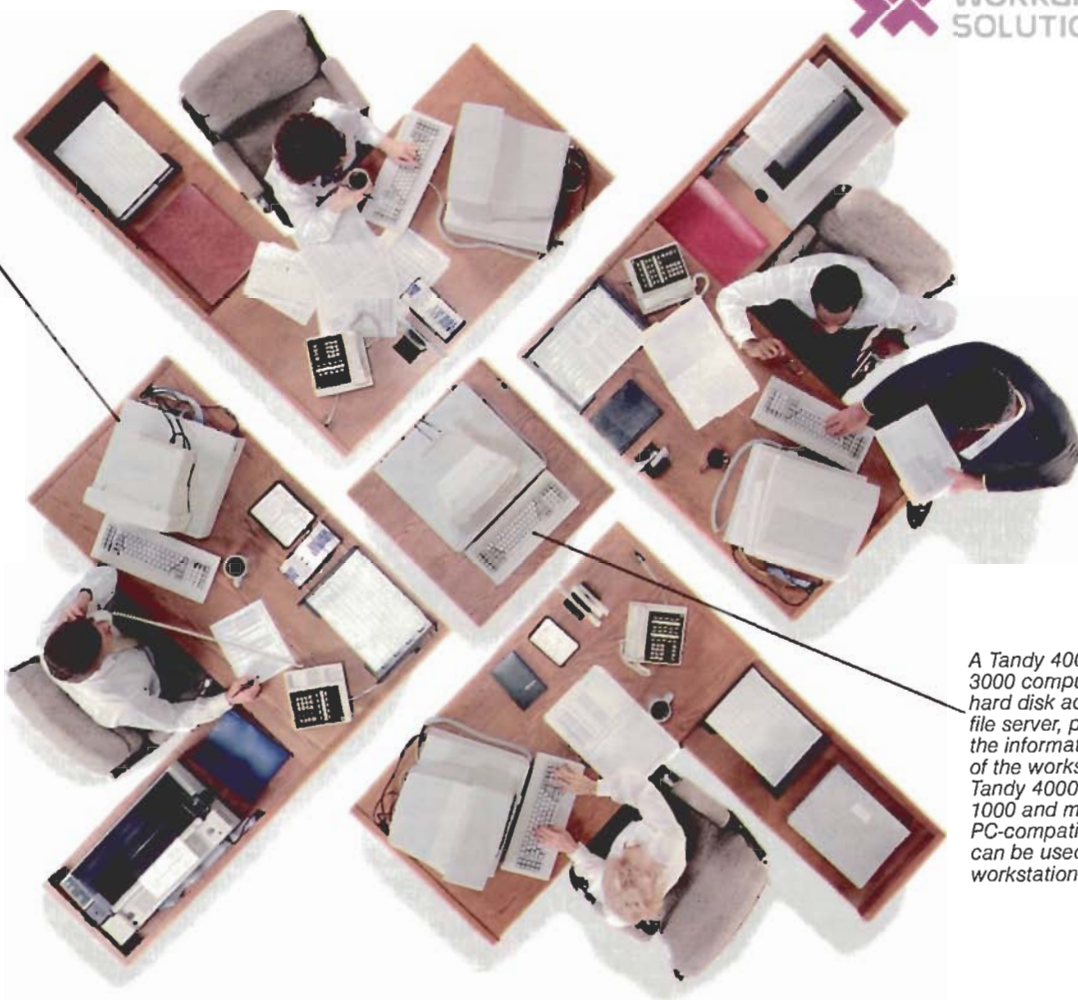 SOLUTIO
A Tandy 400
3000 compu
hard disk ac
file server, p
the informat
of the works
Tandy 4000
1000 and m
PC-compati
can be used
workstation